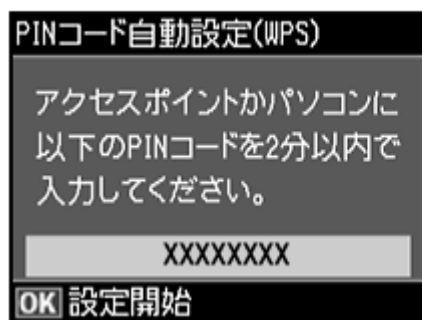 PINコード自動設定(WPS)
アクセスポイントかパソコンに
以下のPINコードを2分以内で
入力してください。
XXXXXXXX
OK 設定開始